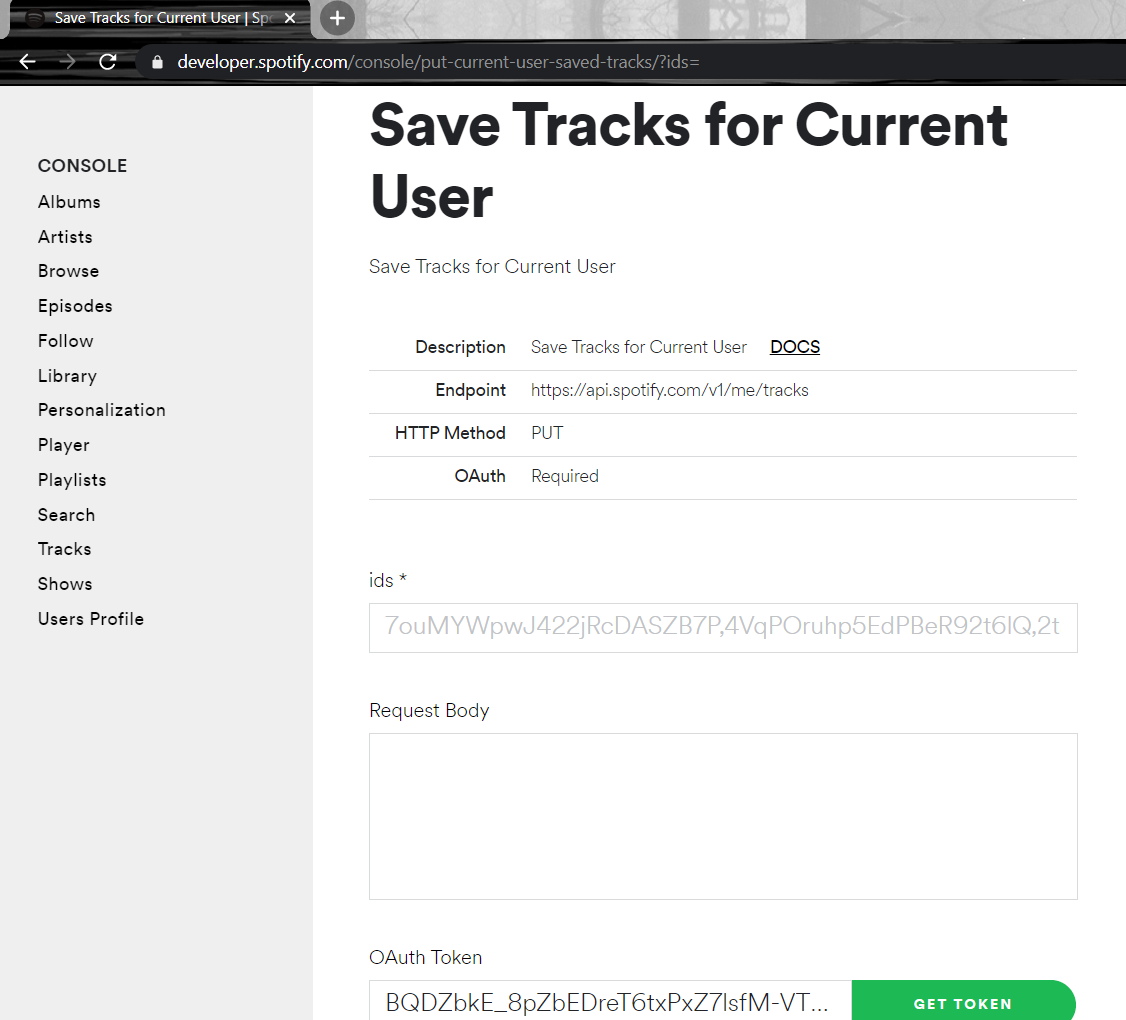 Save Tracks for Current User | Sp
developer.spotify.com/console/put-current-user-saved-tracks/?ids=
CONSOLE
Albums
Artists
Browse
Episodes
Follow
Library
Personalization
Player
Playlists
Search
Tracks
Shows
Users Profile
Save Tracks for Current
User
Save Tracks for Current User
Description Save Tracks for Current User DOCS
Endpoint https://api.spotify.com/v1/me/tracks
HTTP Method PUT
OAuth Required
ids *
7ouMYWpwJ422jRcDASZB7P,4VqPOruhp5EdPBeR92t6lQ,2t
Request Body
OAuth Token
BQDZbkE_8pZbEDreT6txPxZ7lsfM-VT... GET TOKEN